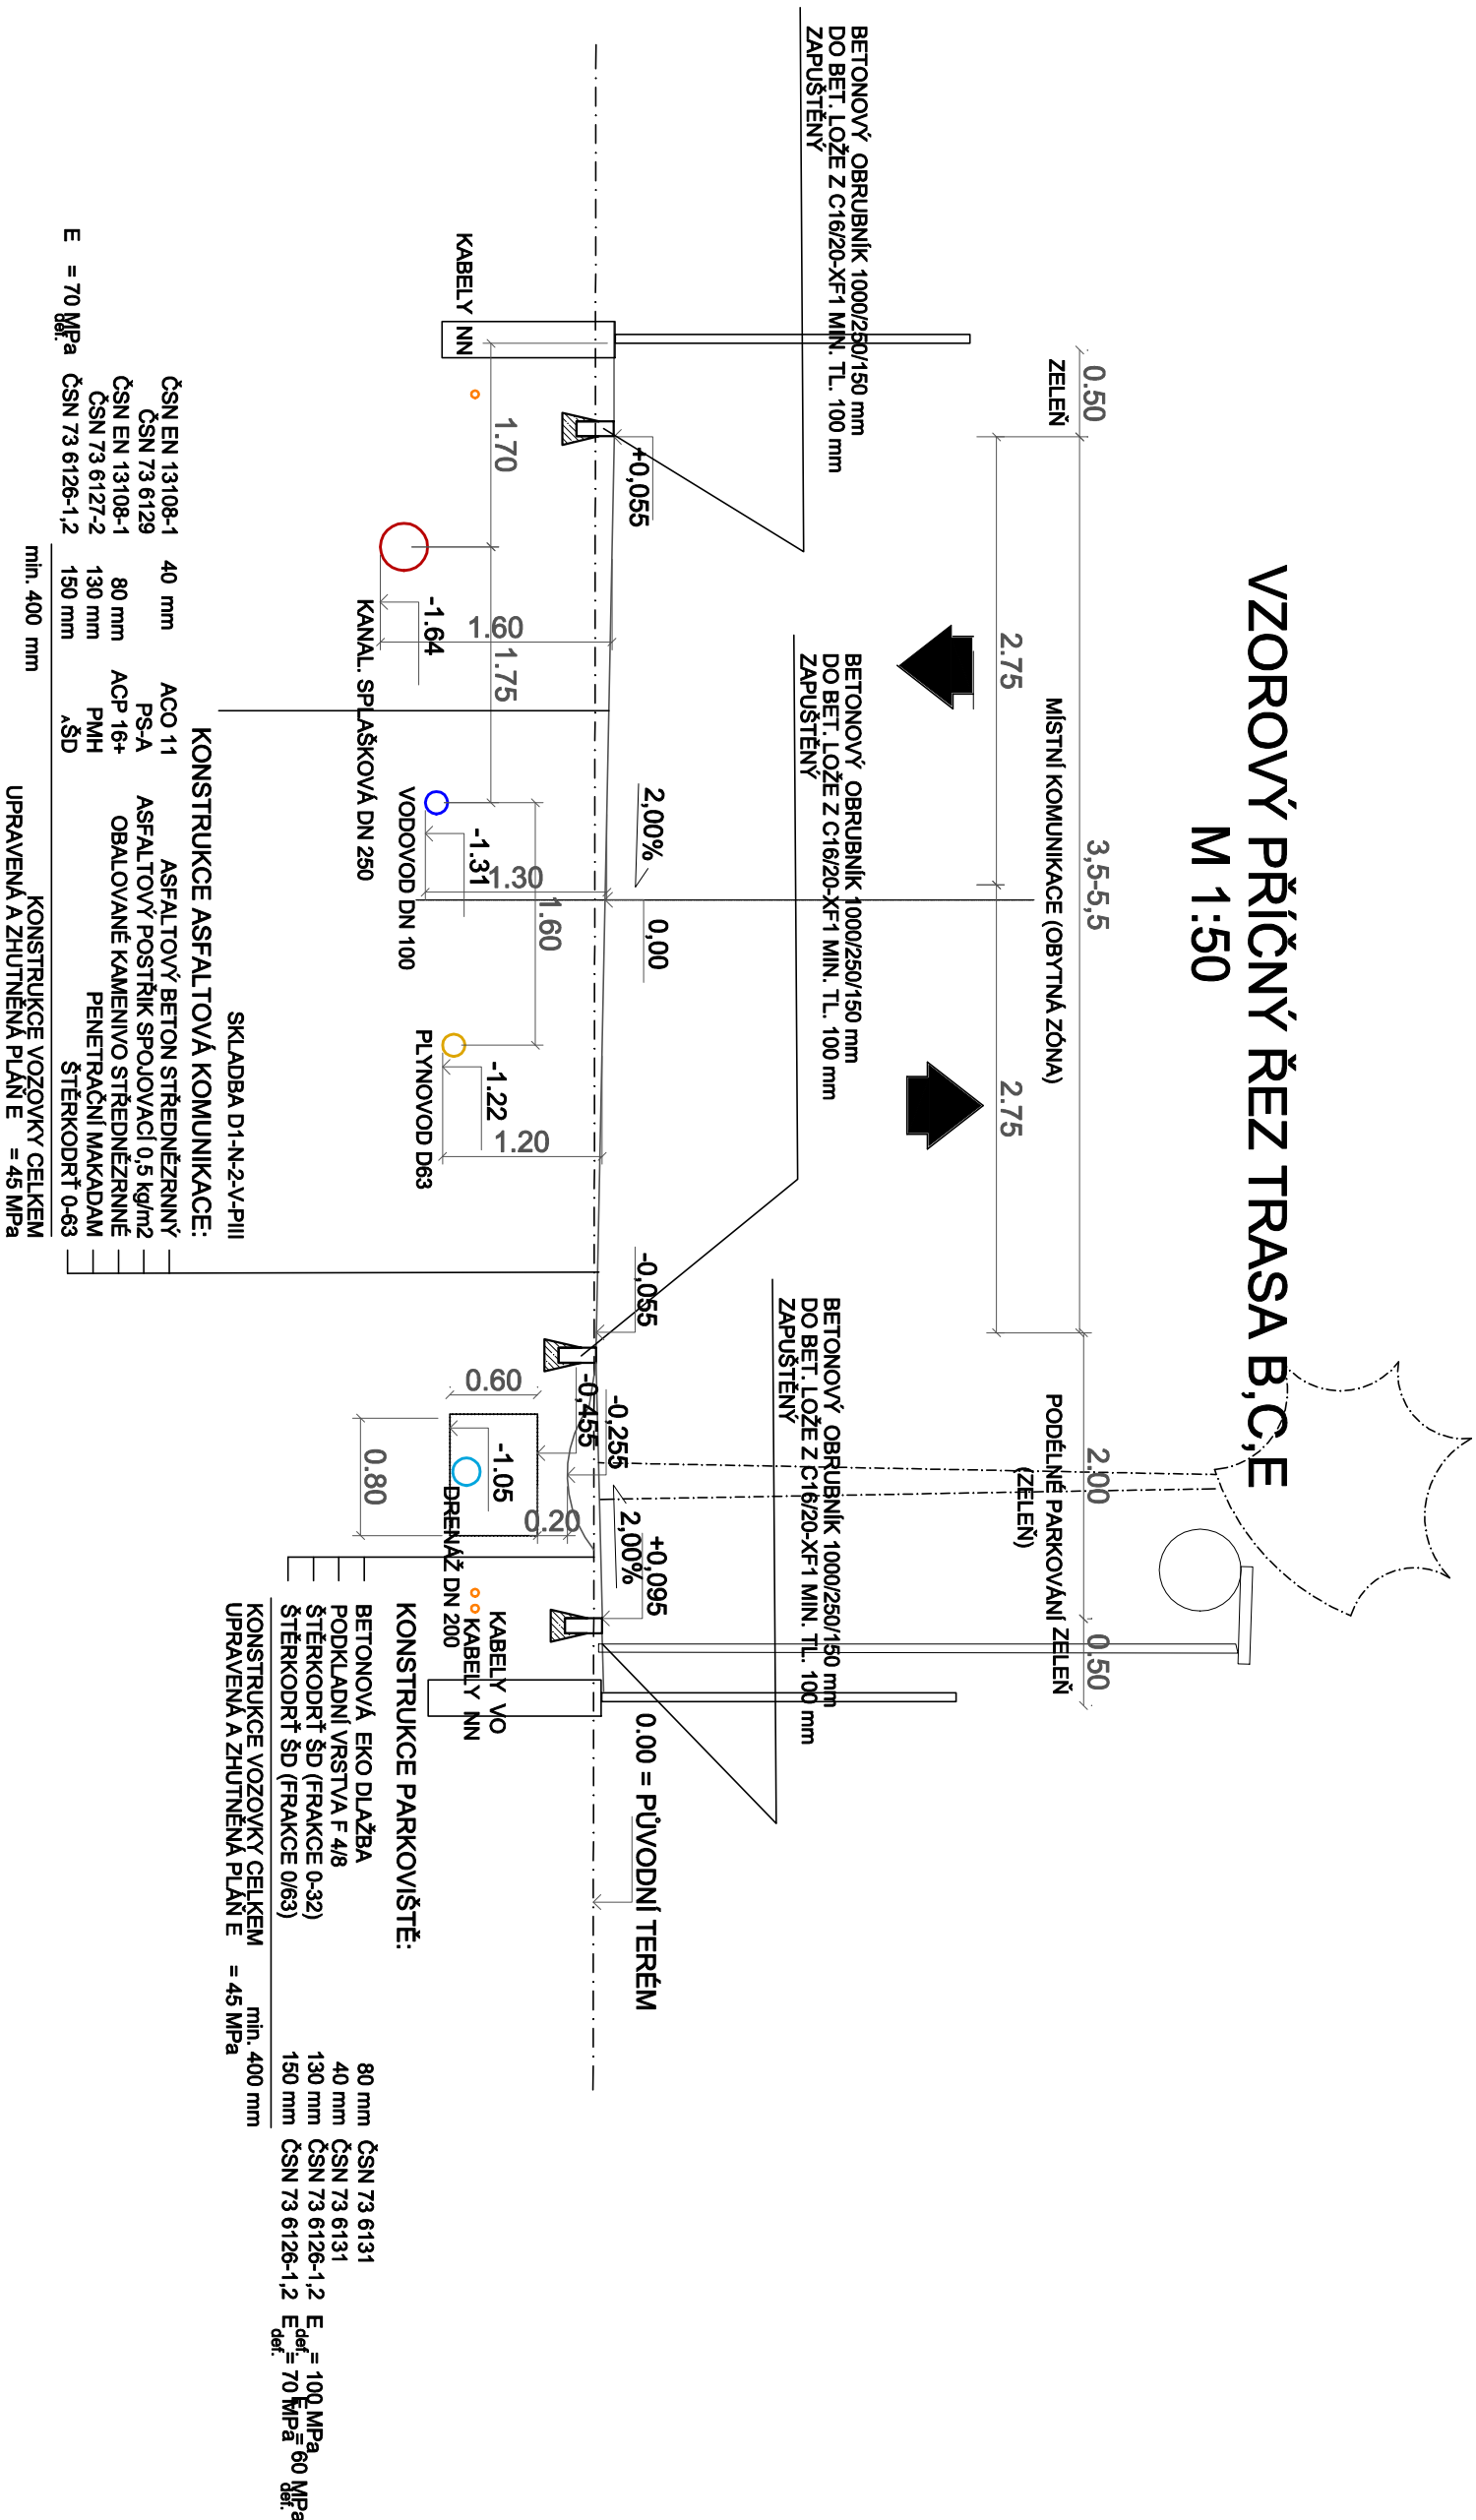 VZOROVÝ PŘÍČNÝ ŘEZ TRASA B,C,E
M 1:50
0.50
3,5-5,5
2.00
0.50
ZELEŇ
MÍSTNÍ KOMUNIKACE (OBYTNÁ ZÓNA)
PODÉLNÉ PARKOVÁNÍ
(ZELEŇ)
ZELEŇ
2.75
2.75
BETONOVÝ OBRUBNÍK 1000/250/150 mm
DO BET. LOŽE Z C16/20-XF1 MIN. TL. 100 mm
ZAPUŠTĚNÝ
BETONOVÝ OBRUBNÍK 1000/250/150 mm
DO BET. LOŽE Z C16/20-XF1 MIN. TL. 100 mm
ZAPUŠTĚNÝ
BETONOVÝ OBRUBNÍK 1000/250/150 mm
DO BET. LOŽE Z C16/20-XF1 MIN. TL. 100 mm
ZAPUŠTĚNÝ
+0,055
2,00%
0,00
-0,055
-0,255
-0,455
2,00%
+0,095
0.00 = PŮVODNÍ TERÉM
KABELY NN
1.70
1.75
1.60
1.60
-1.64
KANAL. SPLAŠKOVÁ DN 250
1.30
-1.31
VODOVOD DN 100
-1.22
1.20
PLYNOVOD D63
0.60
-1.05
0.20
0.80
DRENÁŽ DN 200
KABELY VO
KABELY NN
SKLADBA D1-N-2-V-PIII
KONSTRUKCE ASFALTOVÁ KOMUNIKACE:
ČSN EN 13108-1 40 mm ACO 11 ASFALTOVÝ BETON STŘEDNĚZRNNÝ
ČSN 73 6129 PS-A ASFALTOVÝ POSTŘIK SPOJOVACÍ 0,5 kg/m2
ČSN EN 13108-1 80 mm ACP 16+ OBALOVANÉ KAMENIVO STŘEDNĚZRNNÉ
ČSN 73 6127-2 130 mm PMH PENETRAČNÍ MAKADAM
E def. = 70 MPa ČSN 73 6126-1,2 150 mm ŠDA ŠTĚRKODRŤ 0-63
min. 400 mm KONSTRUKCE VOZOVKY CELKEM
UPRAVENÁ A ZHUTNĚNÁ PLÁŇ E = 45 MPa
KONSTRUKCE PARKOVIŠTĚ:
BETONOVÁ EKO DLAŽBA 80 mm ČSN 73 6131
PODKLADNÍ VRSTVA F 4/8 40 mm ČSN 73 6131
ŠTĚRKODRŤ ŠD (FRAKCE 0-32) 130 mm ČSN 73 6126-1,2 E def. = 100 MPa
ŠTĚRKODRŤ ŠD (FRAKCE 0/63) 150 mm ČSN 73 6126-1,2 E def. = 70 MPa
E def. = 60 MPa
KONSTRUKCE VOZOVKY CELKEM min. 400 mm
UPRAVENÁ A ZHUTNĚNÁ PLÁŇ E = 45 MPa